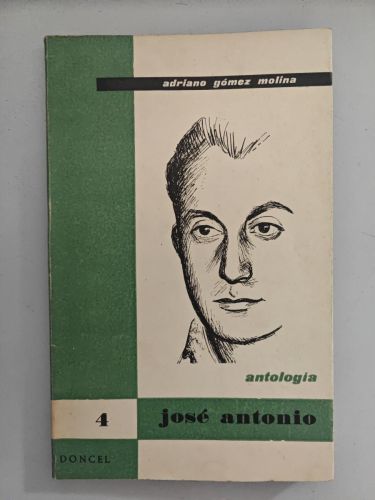 adriano gómez molina
antología
4 josé antonio
DONCEL